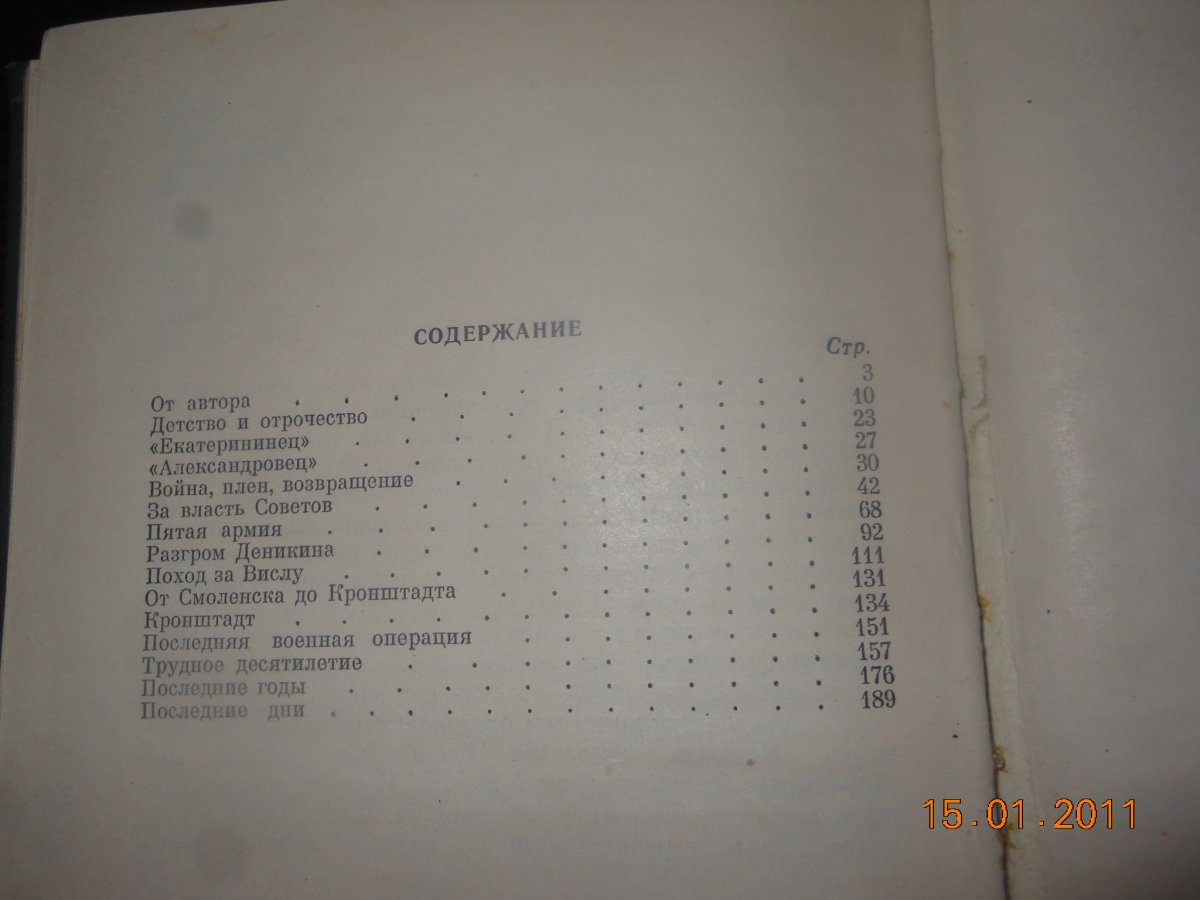 СОДЕРЖАНИЕ
Стр.
От автора . . . . . . . . . . . . 3
Детство и отрочество . . . . . . . . . 10
«Екатерининец» . . . . . . . . . . 23
«Александровец» . . . . . . . . . . 27
Война, плен, возвращение . . . . . . . . 30
За власть Советов . . . . . . . . . . 42
Пятая армия . . . . . . . . . . . 68
Разгром Деникина . . . . . . . . . . 92
Поход за Вислу . . . . . . . . . . . 111
От Смоленска до Кронштадта . . . . . . . 131
Кронштадт . . . . . . . . . . . . 134
Последняя военная операция . . . . . . . . 151
Трудное десятилетие . . . . . . . . . 157
Последние годы . . . . . . . . . . . 176
Последние дни . . . . . . . . . . . 189
15.01.2011